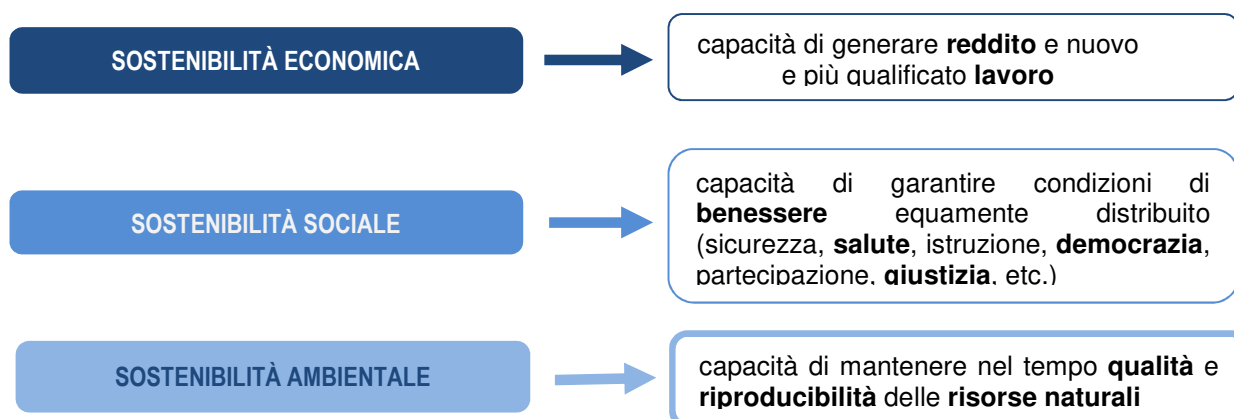 SOSTENIBILITÀ ECONOMICA
capacità di generare reddito e nuovo
e più qualificato lavoro
SOSTENIBILITÀ SOCIALE
capacità di garantire condizioni di
benessere equamente distribuito
(sicurezza, salute, istruzione, democrazia,
partecipazione, giustizia, etc.)
SOSTENIBILITÀ AMBIENTALE
capacità di mantenere nel tempo qualità e
riproducibilità delle risorse naturali